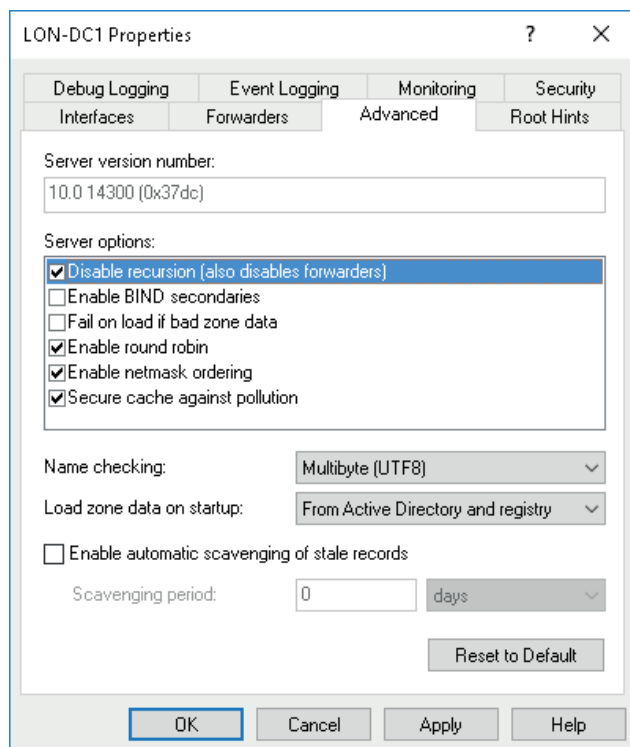 LON-DC1 Properties ? ×
Debug Logging Event Logging Monitoring Security
Interfaces Forwarders Advanced Root Hints
Server version number:
10.0 14300 (0x37dc)
Server options:
Disable recursion (also disables forwarders)
Enable BIND secondaries
Fail on load if bad zone data
Enable round robin
Enable netmask ordering
Secure cache against pollution
Name checking: Multibyte (UTF8)
Load zone data on startup: From Active Directory and registry
Enable automatic scavenging of stale records
Scavenging period: 0 days
Reset to Default
OK Cancel Apply Help